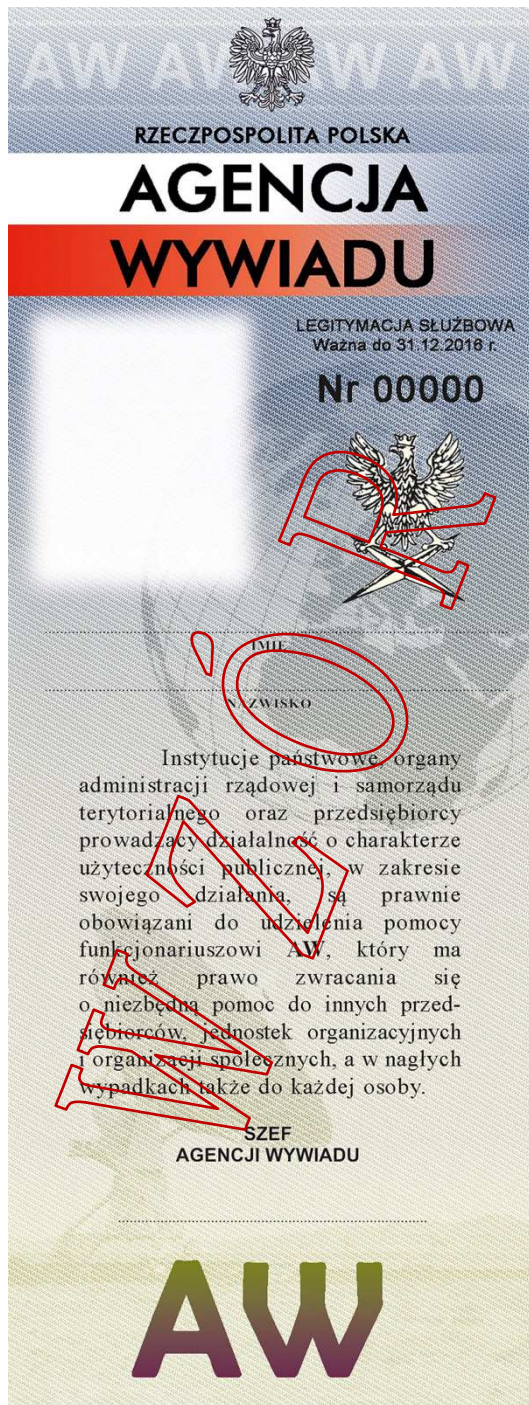 AW AW AW AW
RZECZPOSPOLITA POLSKA
AGENCJA
WYWIADU
LEGITYMACJA SŁUŻBOWA
Ważna do 31.12.2016 r.
Nr 00000
IMIĘ
NAZWISKO
Instytucje państwowe, organy
administracji rządowej i samorządu
terytorialnego oraz przedsiębiorcy
prowadzący działalność o charakterze
użyteczności publicznej, w zakresie
swojego działania, są prawnie
obowiązani do udzielenia pomocy
funkcjonariuszowi AW, który ma
również prawo zwracania się
o niezbędną pomoc do innych przed-
siębiorców, jednostek organizacyjnych
i organizacji społecznych, a w nagłych
wypadkach także do każdej osoby.
WZÓR
SZEF
AGENCJI WYWIADU
AW